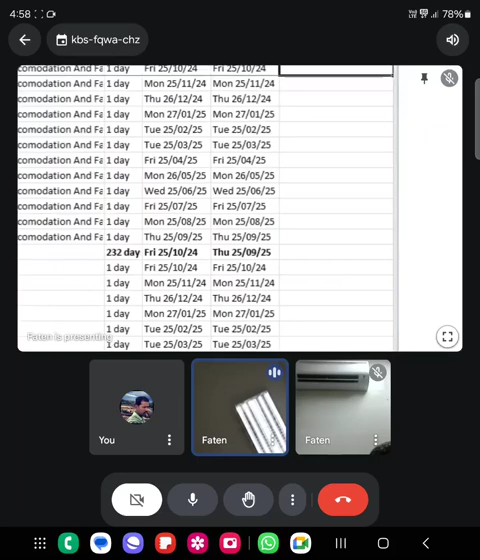 4:58
78%
kbs-fqwa-chz
comodation And Fa 1 day Fri 25/10/24 Fri 25/10/24
comodation And Fa 1 day Mon 25/11/24 Mon 25/11/24
comodation And Fa 1 day Thu 26/12/24 Thu 26/12/24
comodation And Fa 1 day Mon 27/01/25 Mon 27/01/25
comodation And Fa 1 day Tue 25/02/25 Tue 25/02/25
comodation And Fa 1 day Tue 25/03/25 Tue 25/03/25
comodation And Fa 1 day Fri 25/04/25 Fri 25/04/25
comodation And Fa 1 day Mon 26/05/25 Mon 26/05/25
comodation And Fa 1 day Wed 25/06/25 Wed 25/06/25
comodation And Fa 1 day Fri 25/07/25 Fri 25/07/25
comodation And Fa 1 day Mon 25/08/25 Mon 25/08/25
comodation And Fa 1 day Thu 25/09/25 Thu 25/09/25
232 day Fri 25/10/24 Thu 25/09/25
1 day Fri 25/10/24 Fri 25/10/24
1 day Mon 25/11/24 Mon 25/11/24
1 day Thu 26/12/24 Thu 26/12/24
1 day Mon 27/01/25 Mon 27/01/25
1 day Tue 25/02/25 Tue 25/02/25
1 day Tue 25/03/25 Tue 25/03/25
Faten is presenting
You
Faten
Faten